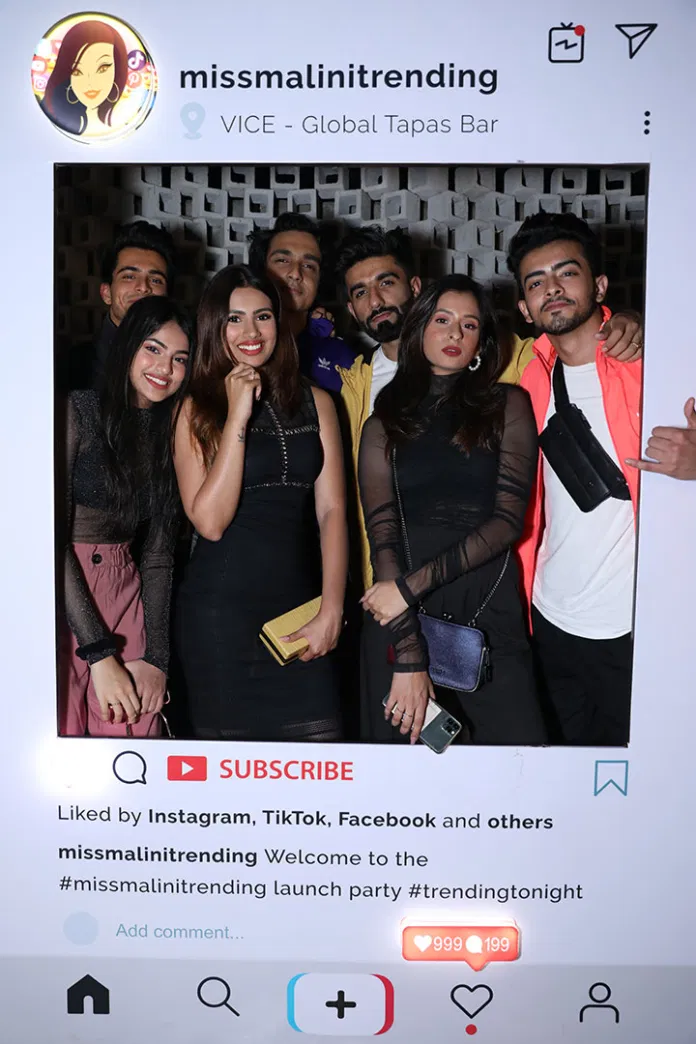 missmalinitrending
VICE - Global Tapas Bar
SUBSCRIBE
Liked by Instagram, TikTok, Facebook and others
missmalinitrending Welcome to the
#missmalinitrending launch party #trendingtonight
Add comment...
999 199